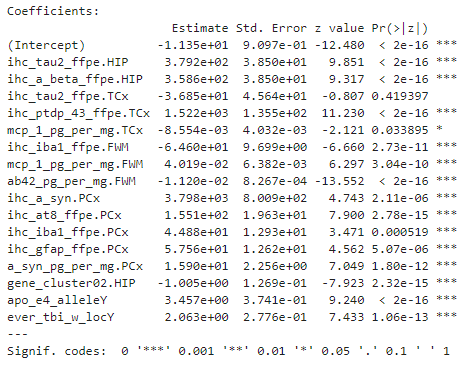 Coefficients:
Estimate Std. Error z value Pr(>|z|)
(Intercept) -1.135e+01 9.097e-01 -12.480 < 2e-16 ***
ihc_tau2_ffpe.HIP 3.792e+02 3.850e+01 9.851 < 2e-16 ***
ihc_a_beta_ffpe.HIP 3.586e+02 3.850e+01 9.317 < 2e-16 ***
ihc_tau2_ffpe.TCx -3.685e+01 4.564e+01 -0.807 0.419397
ihc_ptdp_43_ffpe.TCx 1.522e+03 1.355e+02 11.230 < 2e-16 ***
mcp_1_pg_per_mg.TCx -8.554e-03 4.032e-03 -2.121 0.033895 *
ihc_iba1_ffpe.FWM -6.460e+01 9.699e+00 -6.660 2.73e-11 ***
mcp_1_pg_per_mg.FWM 4.019e-02 6.382e-03 6.297 3.04e-10 ***
ab42_pg_per_mg.FWM -1.120e-02 8.267e-04 -13.552 < 2e-16 ***
ihc_a_syn.PCx 3.798e+03 8.009e+02 4.743 2.11e-06 ***
ihc_at8_ffpe.PCx 1.551e+02 1.963e+01 7.900 2.78e-15 ***
ihc_iba1_ffpe.PCx 4.488e+01 1.293e+01 3.471 0.000519 ***
ihc_gfap_ffpe.PCx 5.756e+01 1.262e+01 4.562 5.07e-06 ***
a_syn_pg_per_mg.PCx 1.590e+01 2.256e+00 7.049 1.80e-12 ***
gene_cluster02.HIP -1.005e+00 1.269e-01 -7.923 2.32e-15 ***
apo_e4_alleleY 3.457e+00 3.741e-01 9.240 < 2e-16 ***
ever_tbi_w_locY 2.063e+00 2.776e-01 7.433 1.06e-13 ***
---
Signif. codes: 0 '***' 0.001 '**' 0.01 '*' 0.05 '.' 0.1 ' ' 1